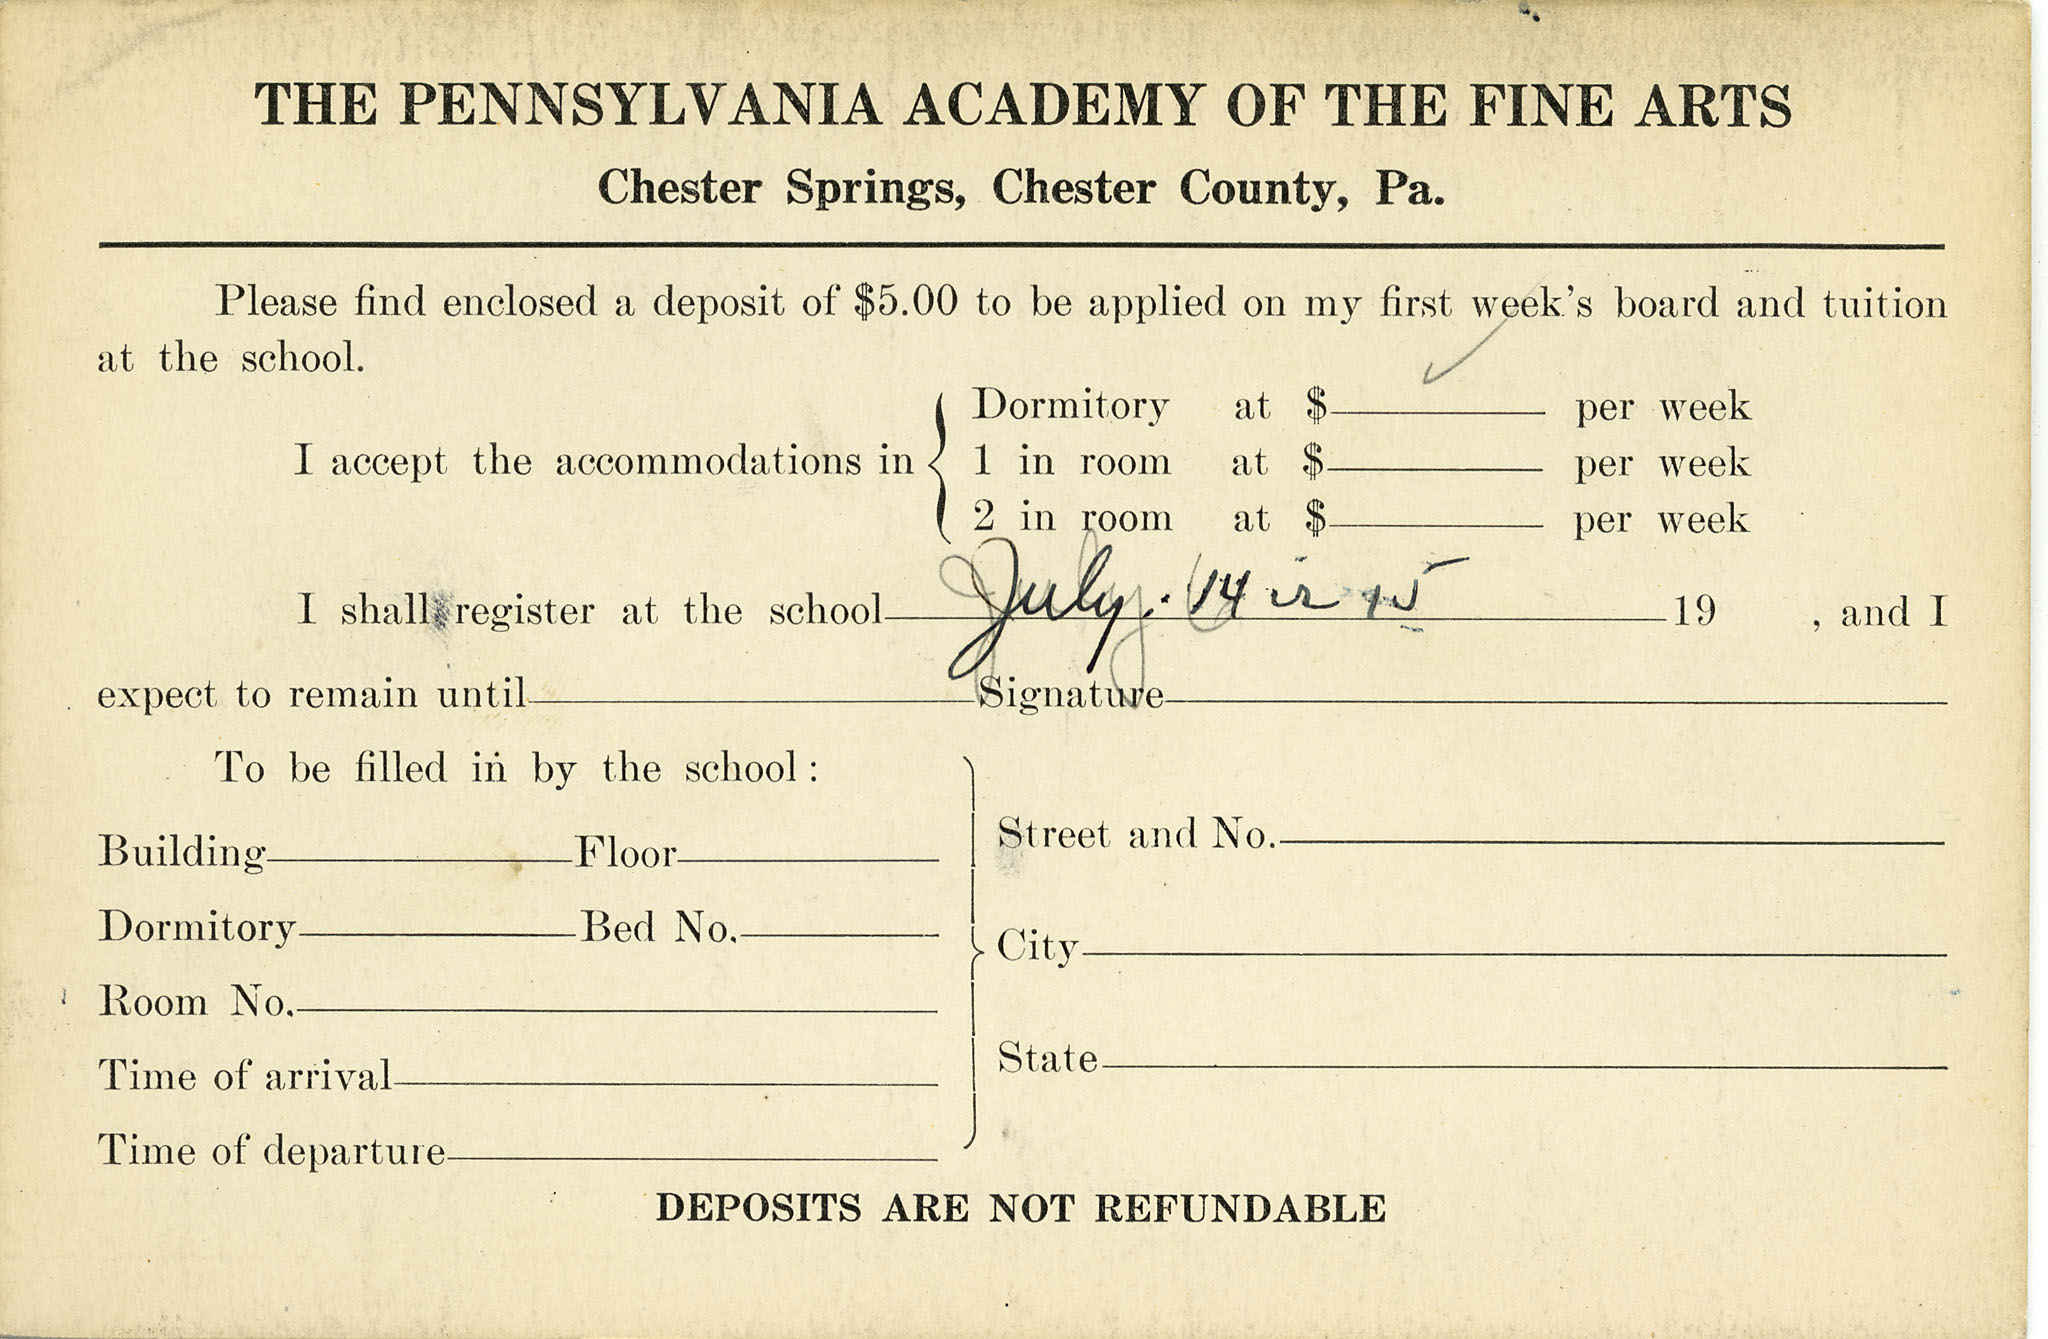 THE PENNSYLVANIA ACADEMY OF THE FINE ARTS
Chester Springs, Chester County, Pa.
Please find enclosed a deposit of $5.00 to be applied on my first week's board and tuition
at the school.
I accept the accommodations in
Dormitory at $ per week
1 in room at $ per week
2 in room at $ per week
I shall register at the school July. 14 or 15 19 , and I
expect to remain until Signature
To be filled in by the school:
Building Floor
Dormitory Bed No.
Room No.
Time of arrival
Time of departure
Street and No.
City
State
DEPOSITS ARE NOT REFUNDABLE